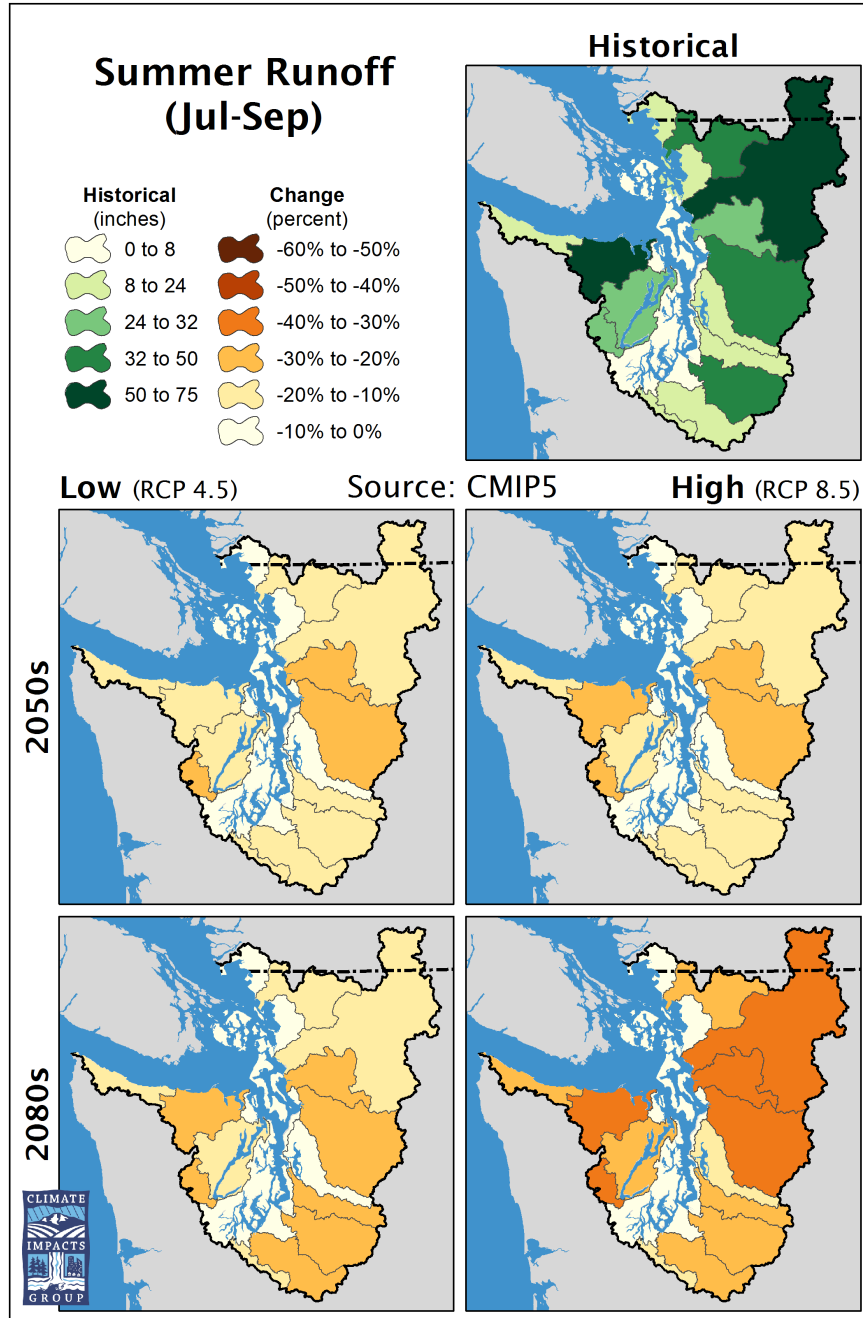 Summer Runoff
(Jul-Sep)
Historical
Historical
(inches)
0 to 8
8 to 24
24 to 32
32 to 50
50 to 75
Change
(percent)
-60% to -50%
-50% to -40%
-40% to -30%
-30% to -20%
-20% to -10%
-10% to 0%
Low (RCP 4.5)
Source: CMIP5
High (RCP 8.5)
2050s
2080s
CLIMATE
IMPACTS
GROUP